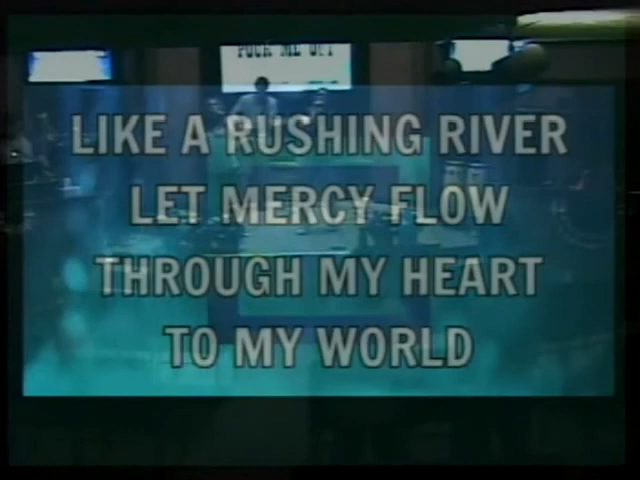 LIKE A RUSHING RIVER
LET MERCY FLOW
THROUGH MY HEART
TO MY WORLD